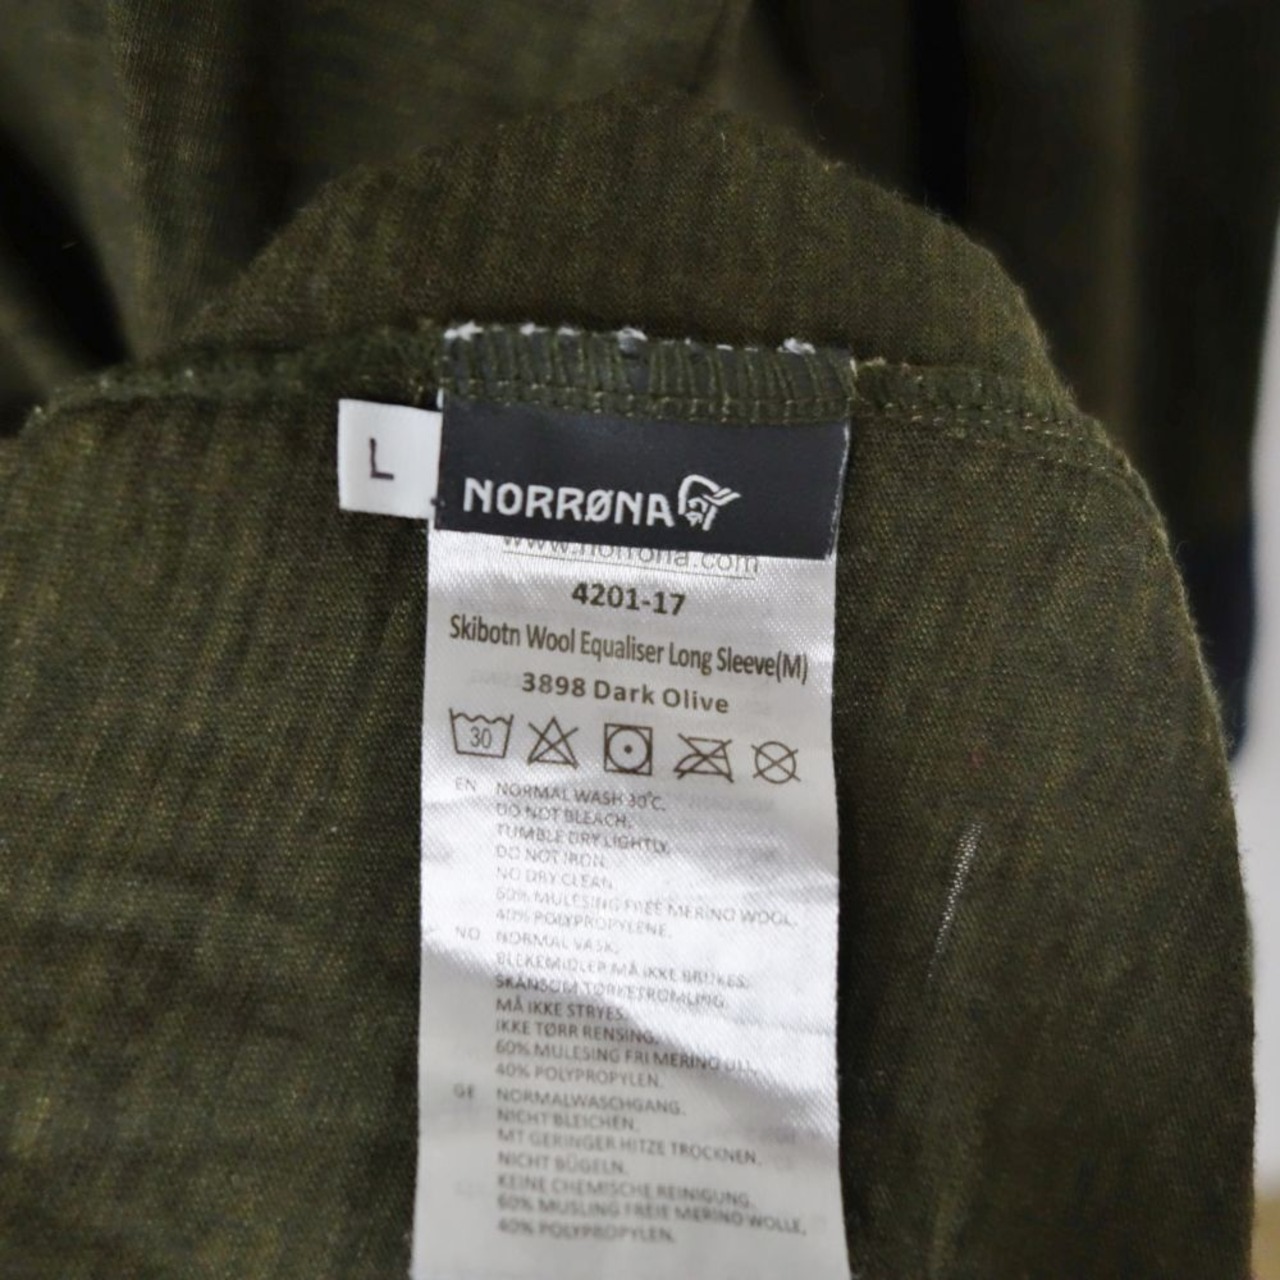 L
NORRØNA
www.norrona.com
4201-17
Skibotn Wool Equaliser Long Sleeve(M)
3898 Dark Olive
30
EN NORMAL WASH 30°C.
DO NOT BLEACH.
TUMBLE DRY LIGHTLY.
DO NOT IRON.
NO DRY CLEAN.
60% MULESING FREE MERINO WOOL.
40% POLYPROPYLENE.
NO NORMAL VASK.
BLEKEMIDLER MÅ IKKE BRUKES.
SKÅNSOM TØRKETROMLING.
MÅ IKKE STRYES.
IKKE TØRR RENSING.
60% MULESING FRI MERINO ULL.
40% POLYPROPYLEN.
GE NORMALWASCHGANG.
NICHT BLEICHEN.
MT GERINGER HITZE TROCKNEN.
NICHT BÜGELN.
KEINE CHEMISCHE REINIGUNG.
60% MUSLING FREIE MERINO WOLLE,
40% POLYPROPYLEN.